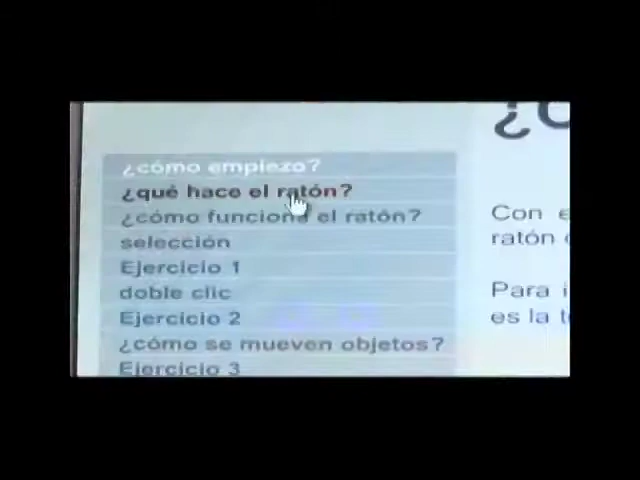 ¿cómo empiezo?
¿qué hace el ratón?
¿cómo funciona el ratón?
selección
Ejercicio 1
doble clic
Ejercicio 2
¿cómo se mueven objetos?
Ejercicio 3
Con
ratón
Para
es la